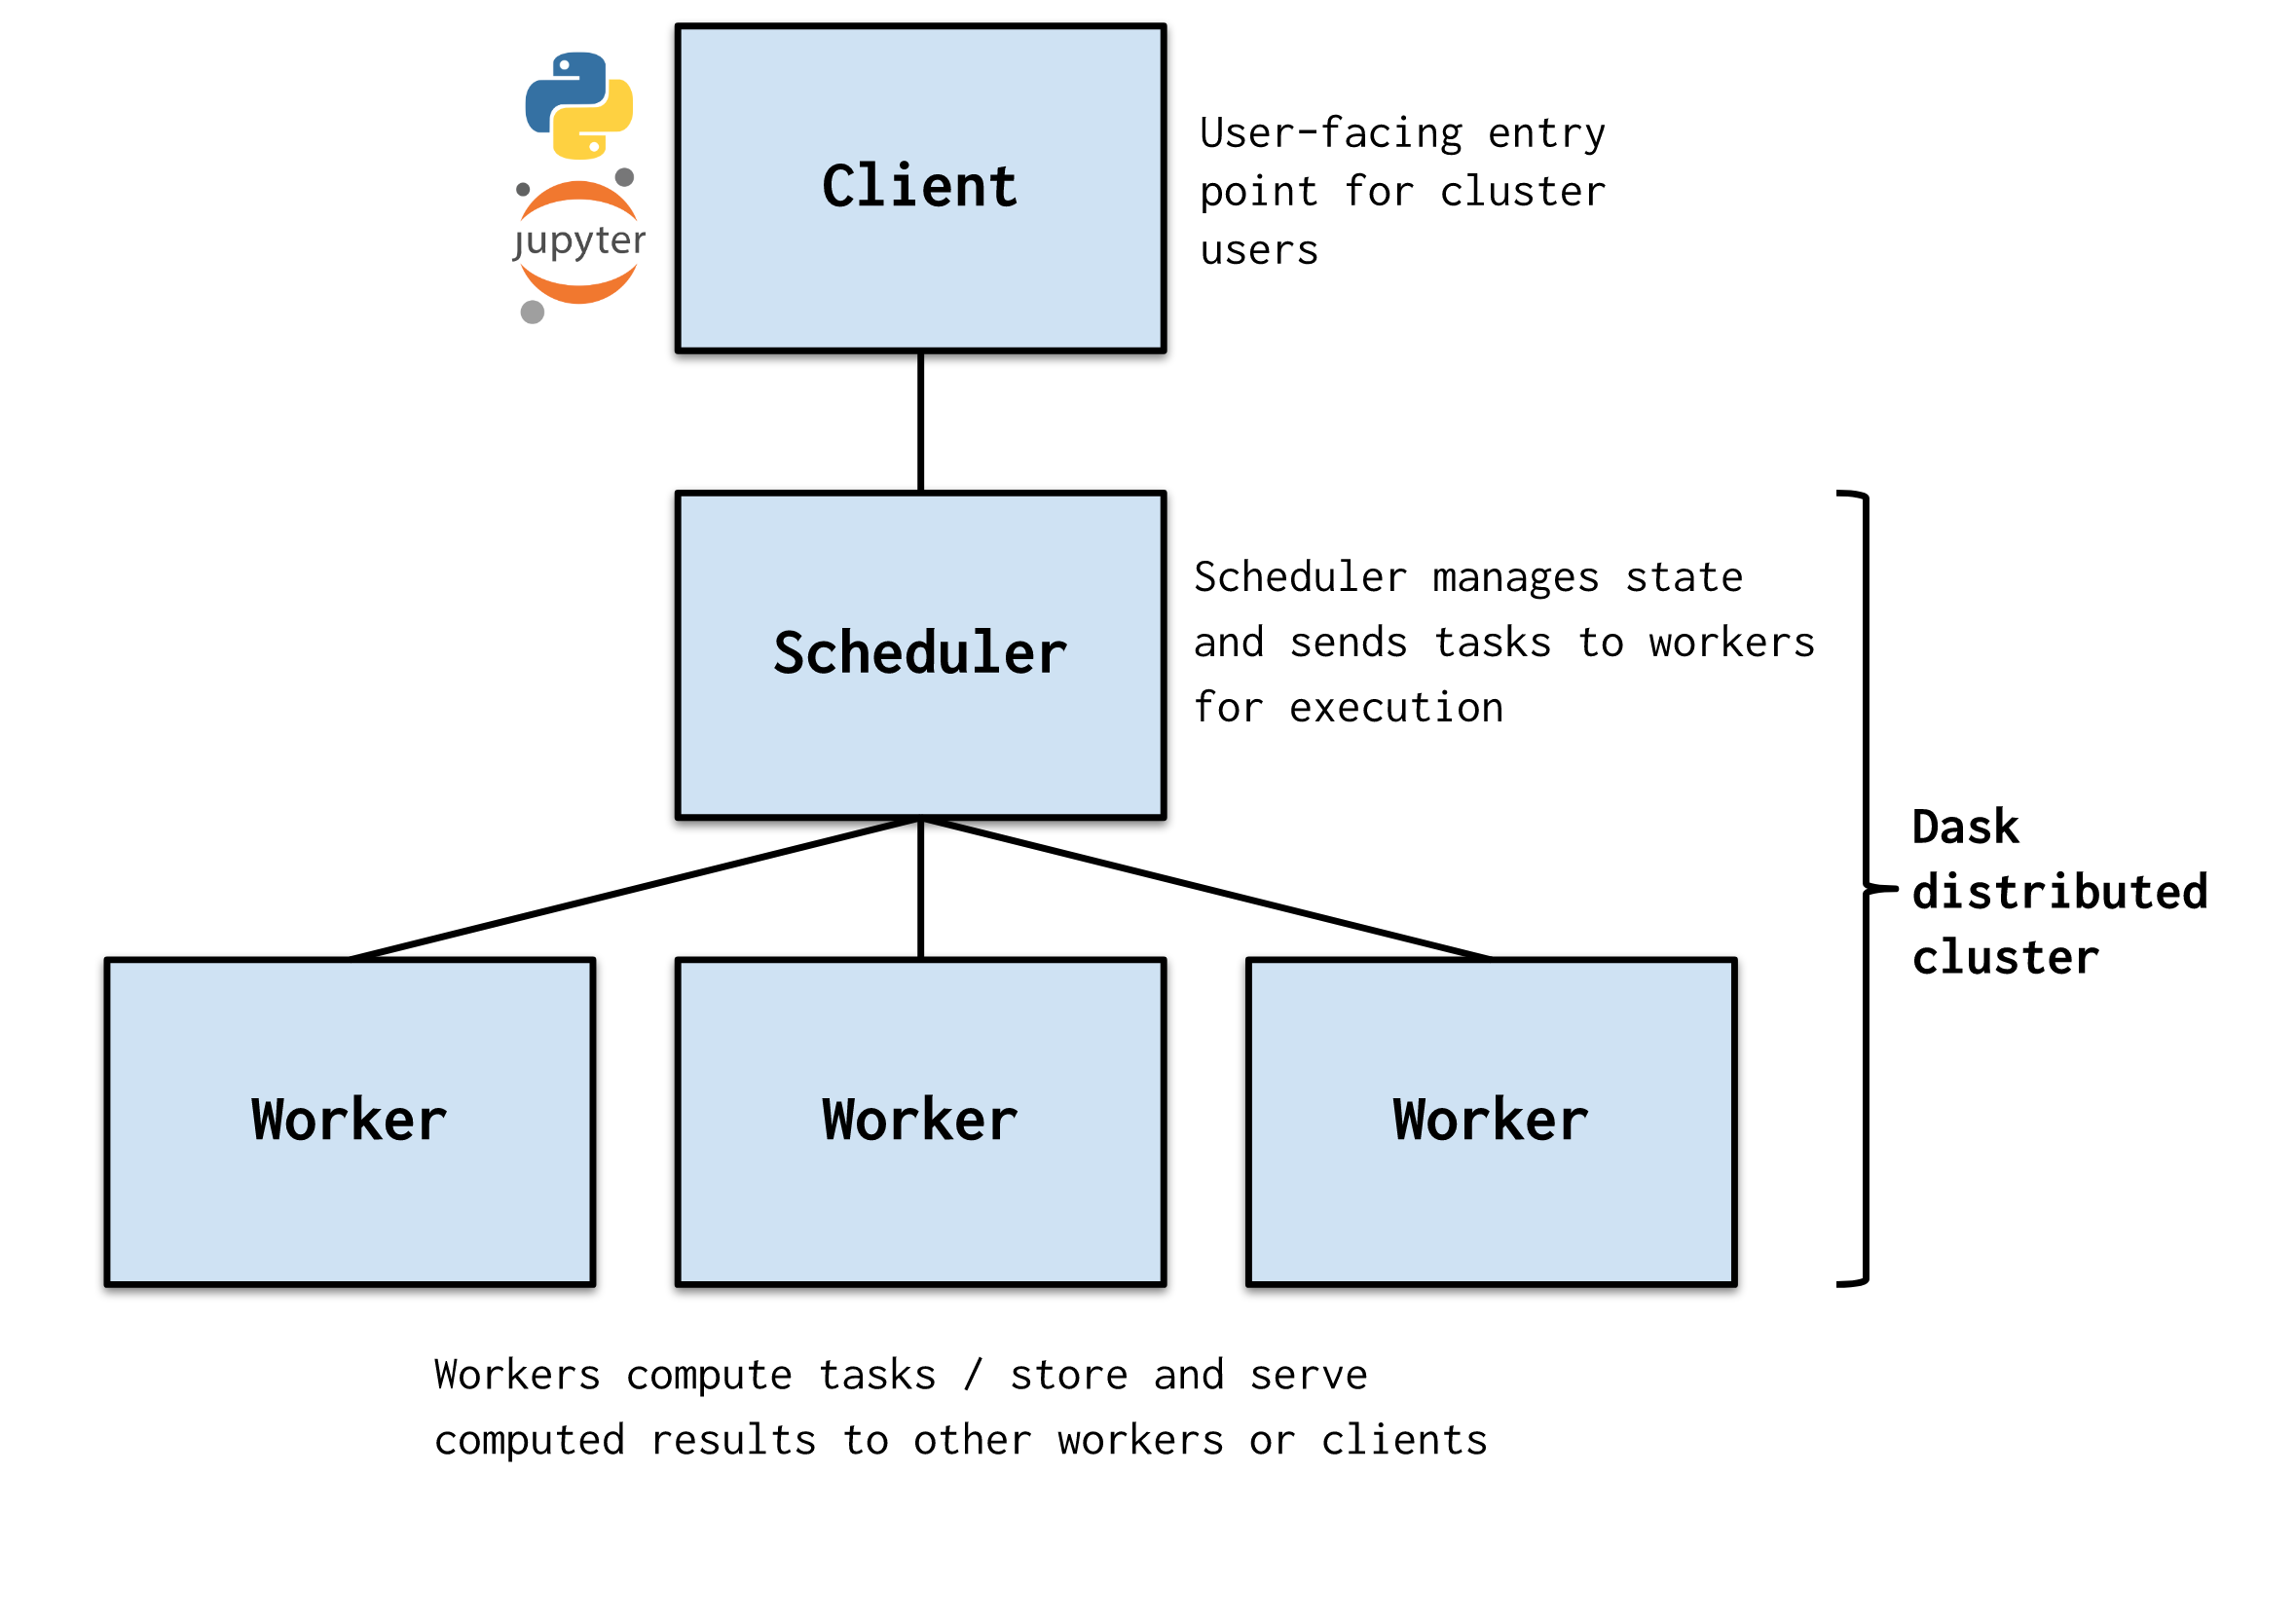 jupyter
Client
User-facing entry
point for cluster
users
Scheduler
Scheduler manages state
and sends tasks to workers
for execution
Dask
distributed
cluster
Worker
Worker
Worker
Workers compute tasks / store and serve
computed results to other workers or clients